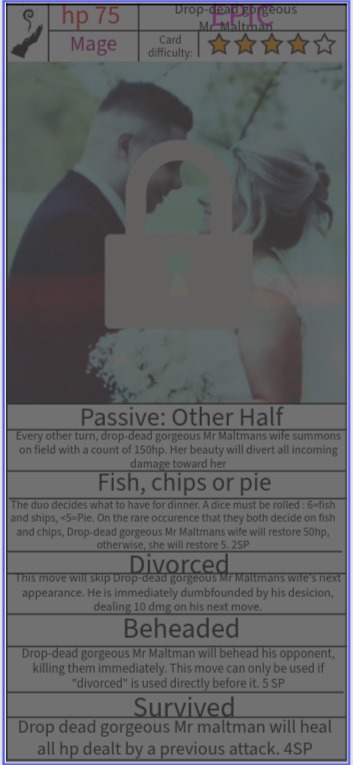 hp 75
EPIC
Drop-dead gorgeous
Mr Maltman
Mage
Card
difficulty:
Passive: Other Half
Every other turn, drop-dead gorgeous Mr Maltmans wife summons
on field with a count of 150hp. Her beauty will divert all incoming
damage toward her
Fish, chips or pie
The duo decides what to have for dinner. A dice must be rolled : 6=fish
and ships, <5=Pie. On the rare occurence that they both decide on fish
and chips, Drop-dead gorgeous Mr Maltmans wife will restore 50hp,
otherwise, she will restore 5. 2SP
Divorced
This move will skip Drop-dead gorgeous Mr Maltmans wife's next
appearance. He is immediately dumbfounded by his desicion,
dealing 10 dmg on his next move.
Beheaded
Drop-dead gorgeous Mr Maltman will behead his opponent,
killing them immediately. This move can only be used if
"divorced" is used directly before it. 5 SP
Survived
Drop dead gorgeous Mr maltman will heal
all hp dealt by a previous attack. 4SP